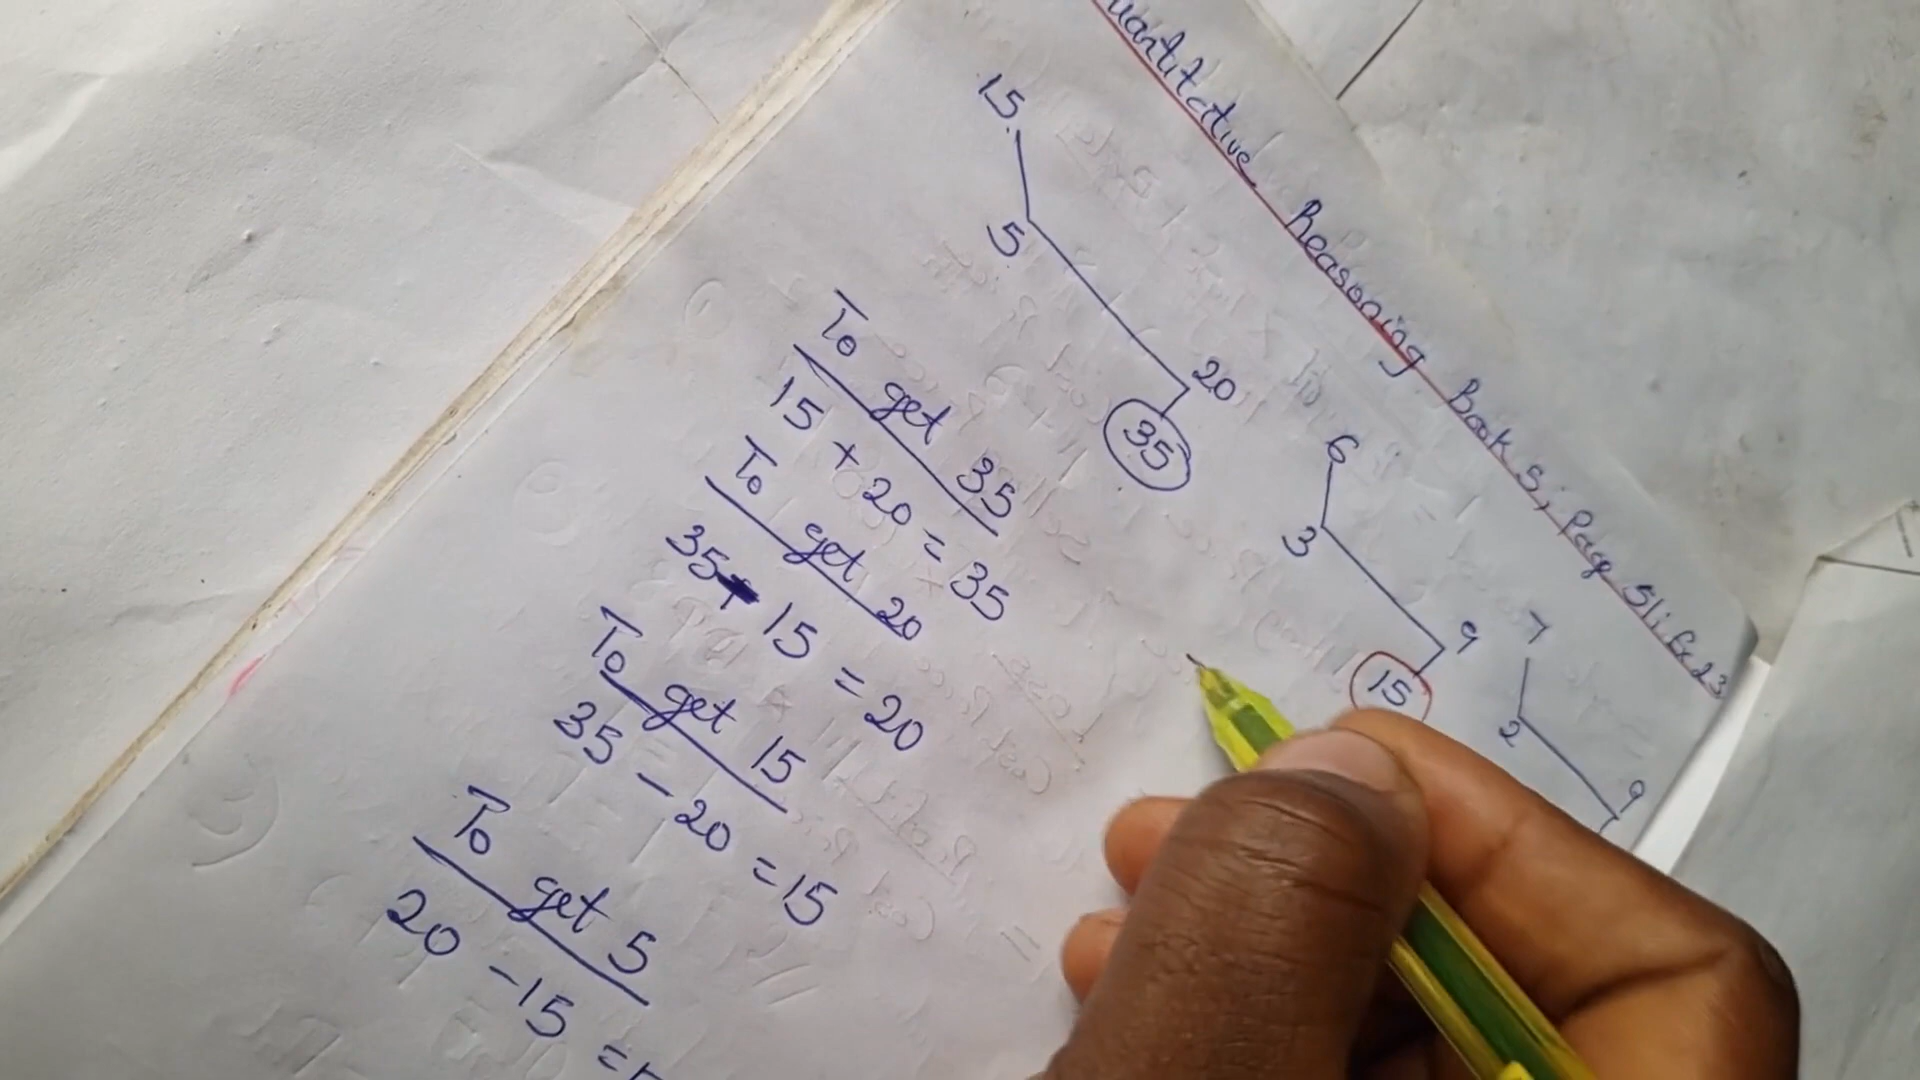 Reasoning Book 5; Page 51; Ex 23
15
5
20
35
6
3
9
15
7
2
9
To get 35
15 + 20 = 35
To get 20
35 - 15 = 20
To get 15
35 - 20 = 15
To get 5
20 - 15 =